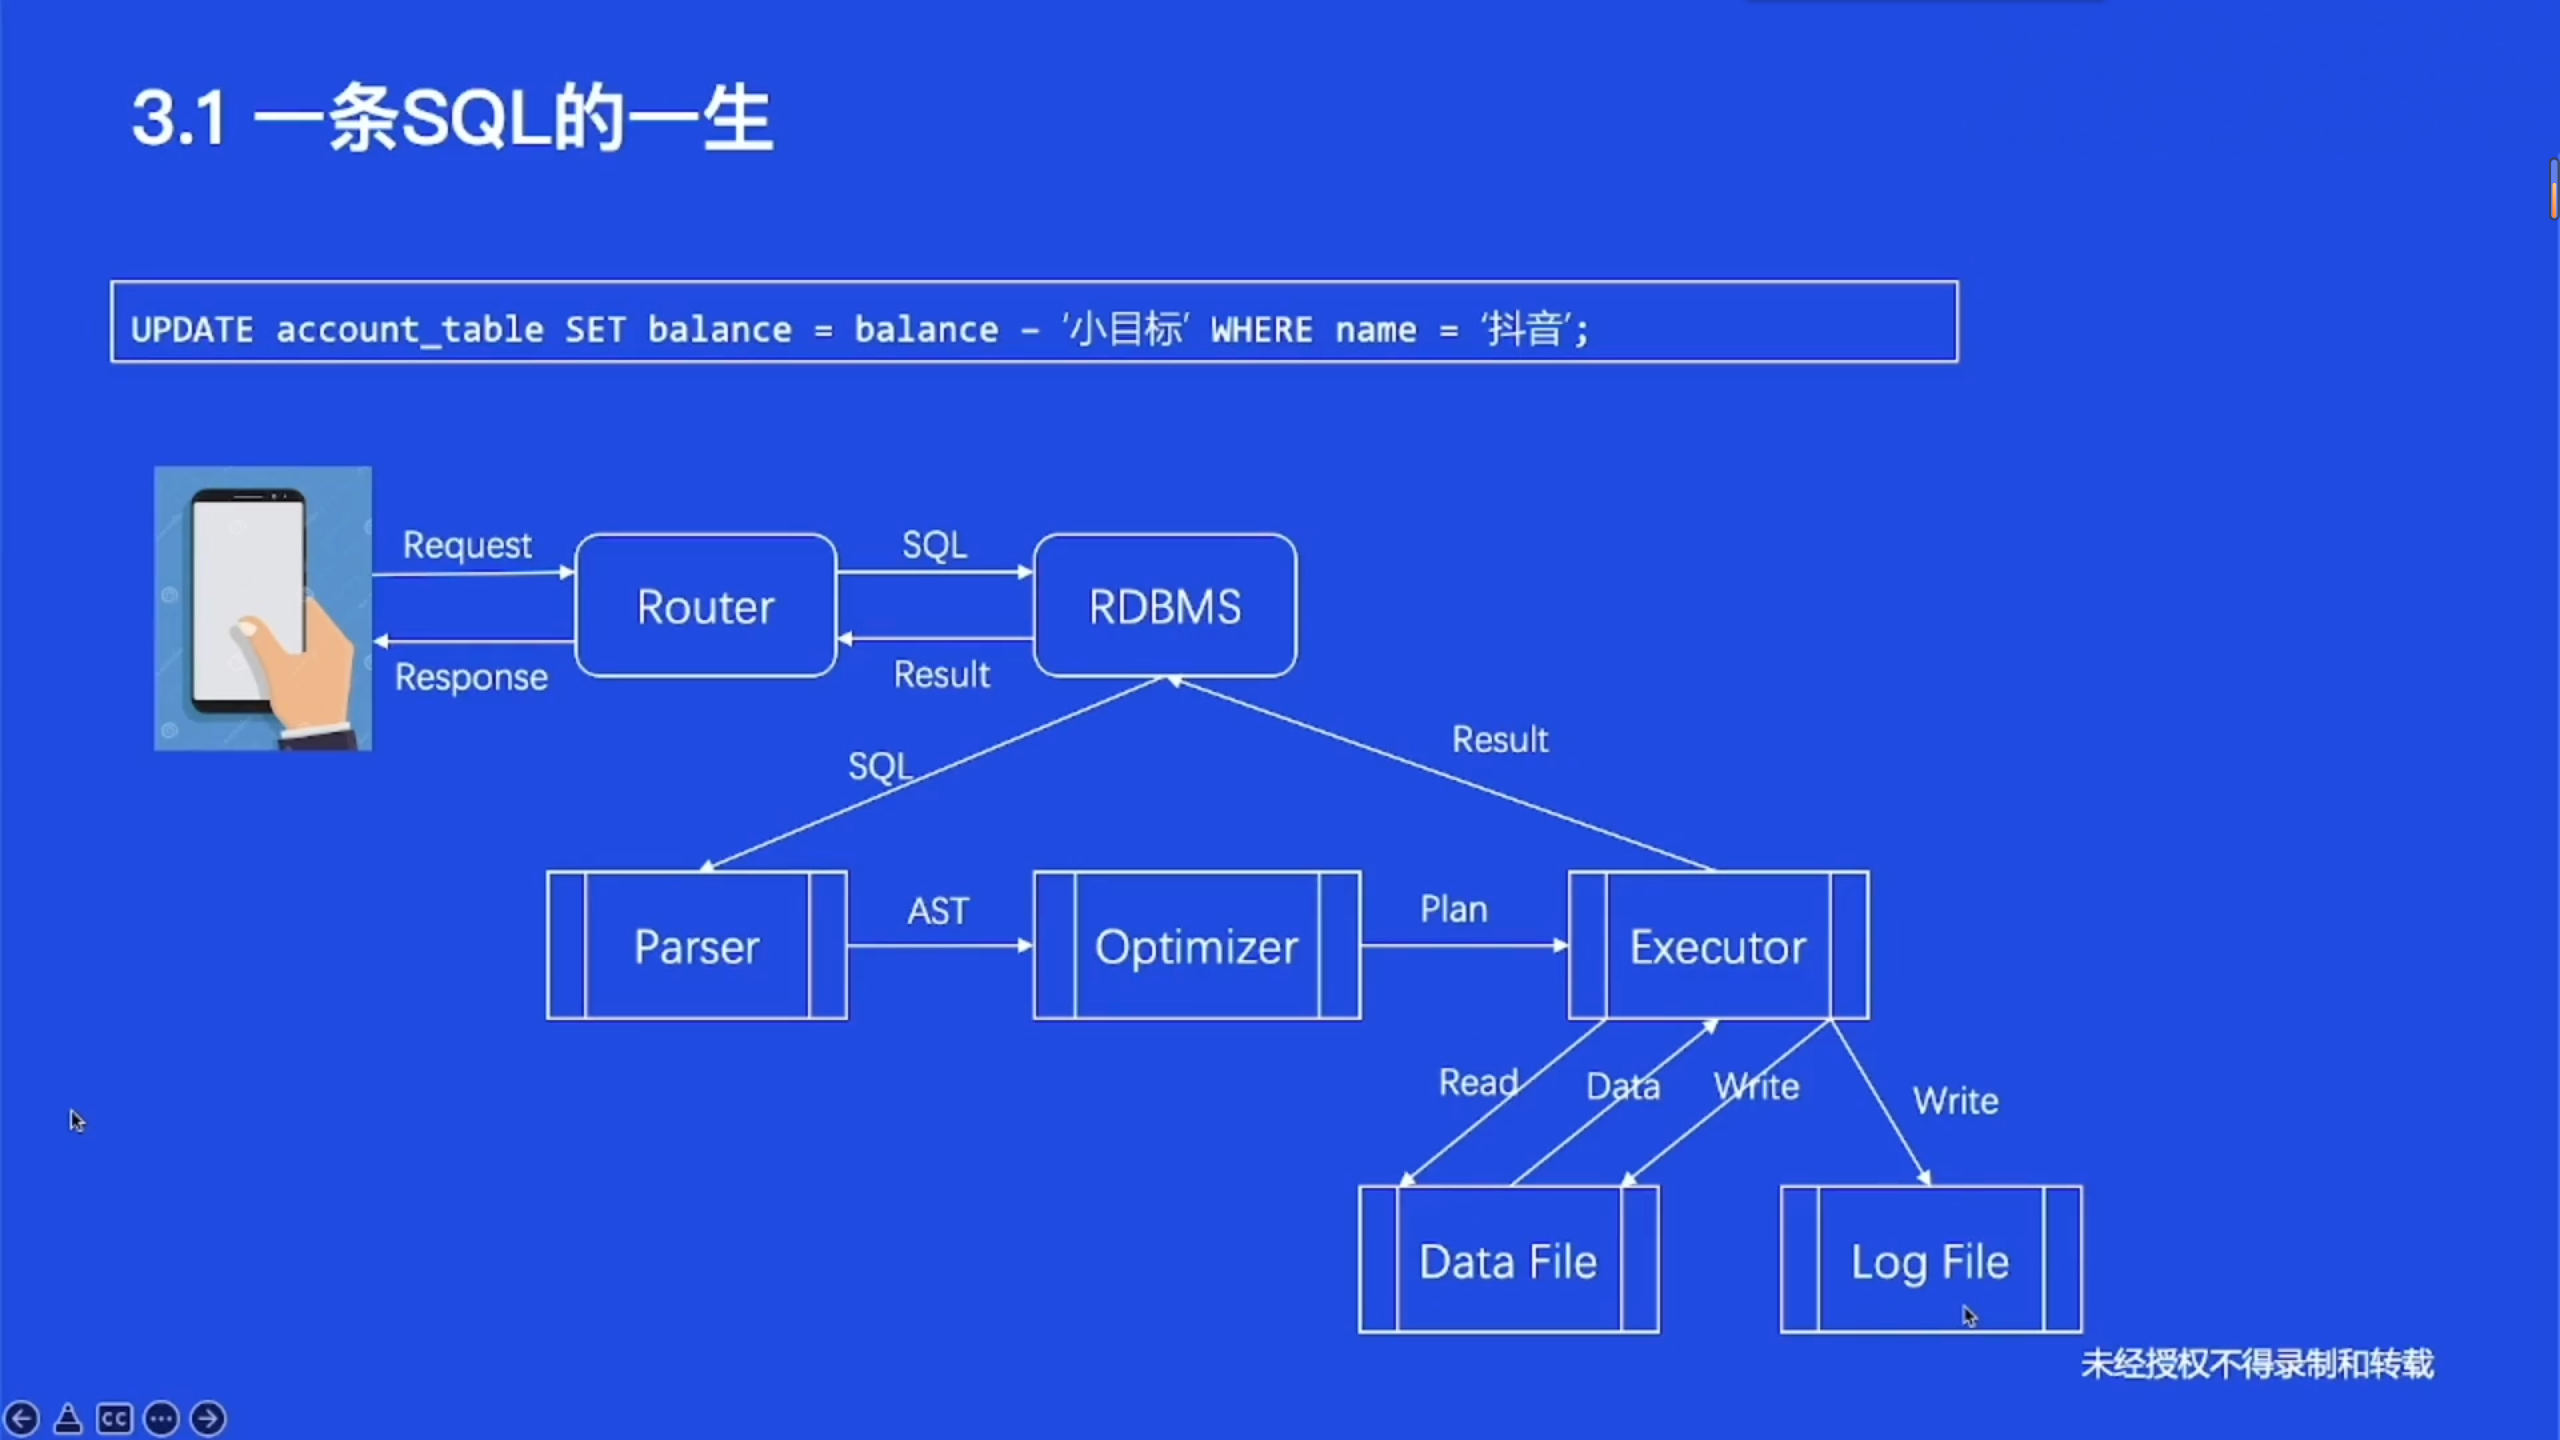 3.1 一条SQL的一生
UPDATE account_table SET balance = balance – ‘小目标’ WHERE name = ‘抖音’;
Request
SQL
Router
RDBMS
Response
Result
SQL
Result
Parser
AST
Optimizer
Plan
Executor
Read
Data
Write
Write
Data File
Log File
未经授权不得录制和转载
CC